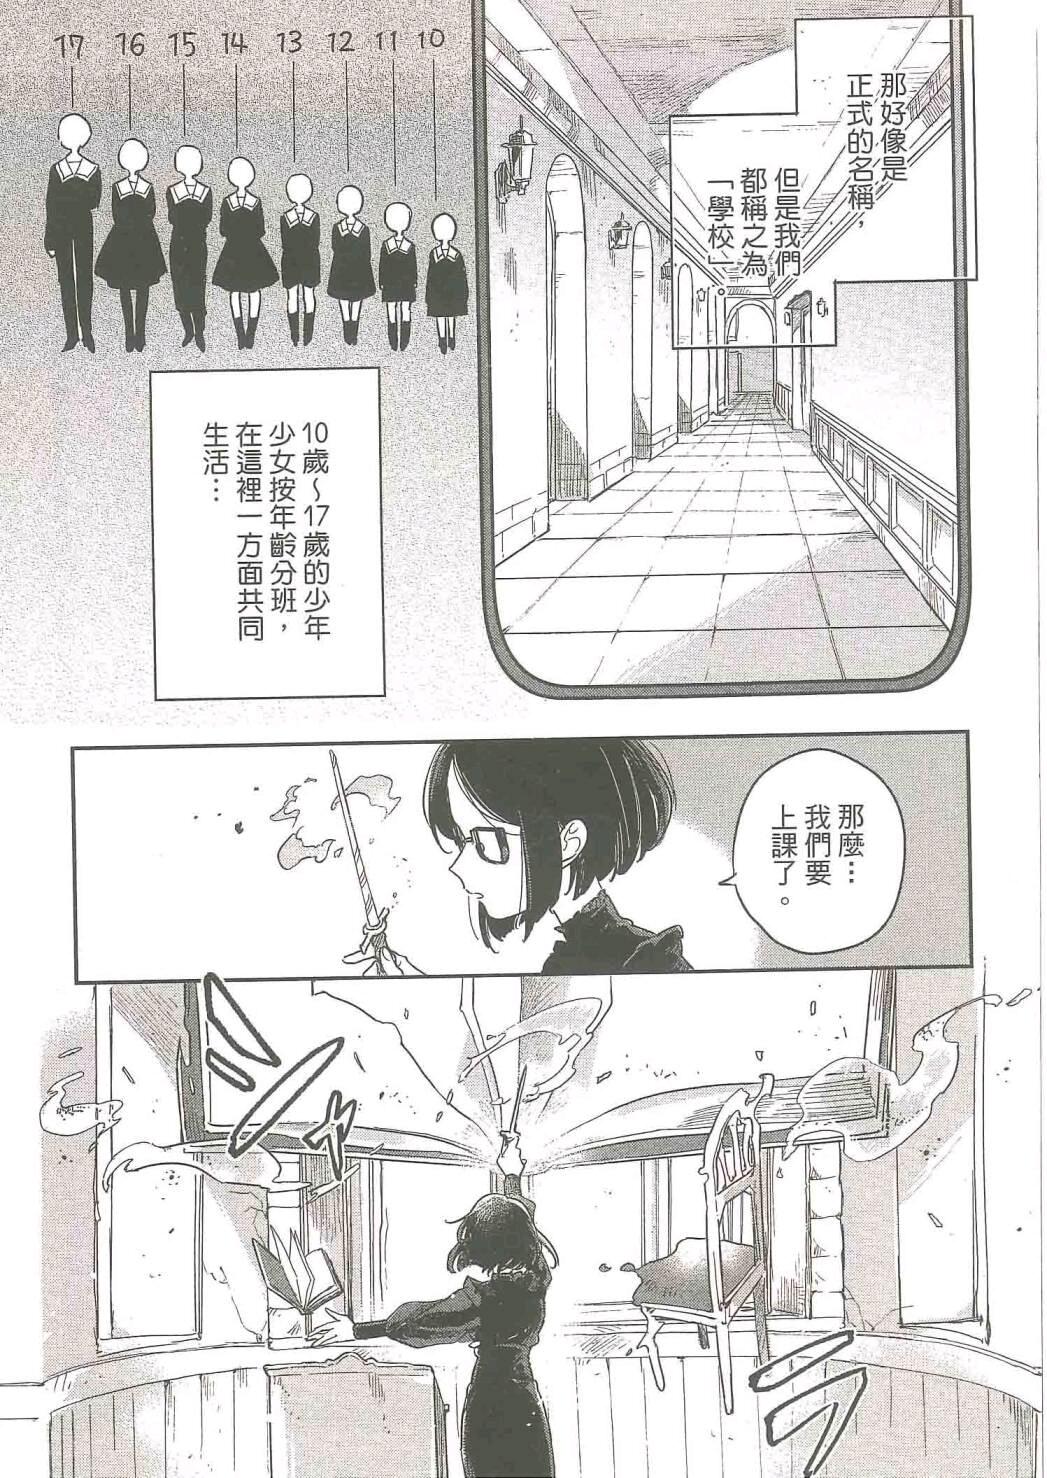 那好像是
正式的名稱，
但是我們
都稱之為
「學校」。
17 16 15 14 13 12 11 10
10歲～17歲的少年
少女按年齡分班，
在這裡一方面共同
生活…
那麼…
我們要
上課了。